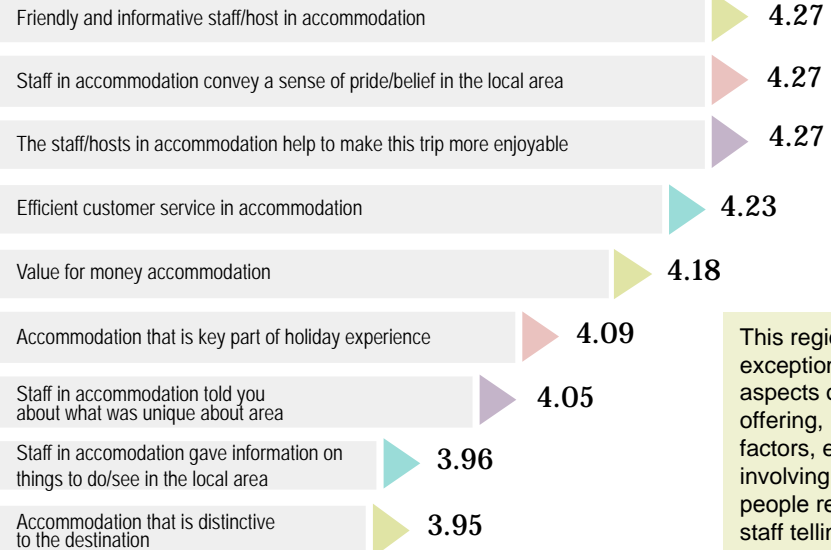 Friendly and informative staff/host in accommodation
4.27
Staff in accommodation convey a sense of pride/belief in the local area
4.27
The staff/hosts in accommodation help to make this trip more enjoyable
4.27
Efficient customer service in accommodation
4.23
Value for money accommodation
4.18
Accommodation that is key part of holiday experience
4.09
Staff in accommodation told you
about what was unique about area
4.05
Staff in accomodation gave information on
things to do/see in the local area
3.96
Accommodation that is distinctive
to the destination
3.95
This
exception
aspects
offering,
factors,
involving
people
staff